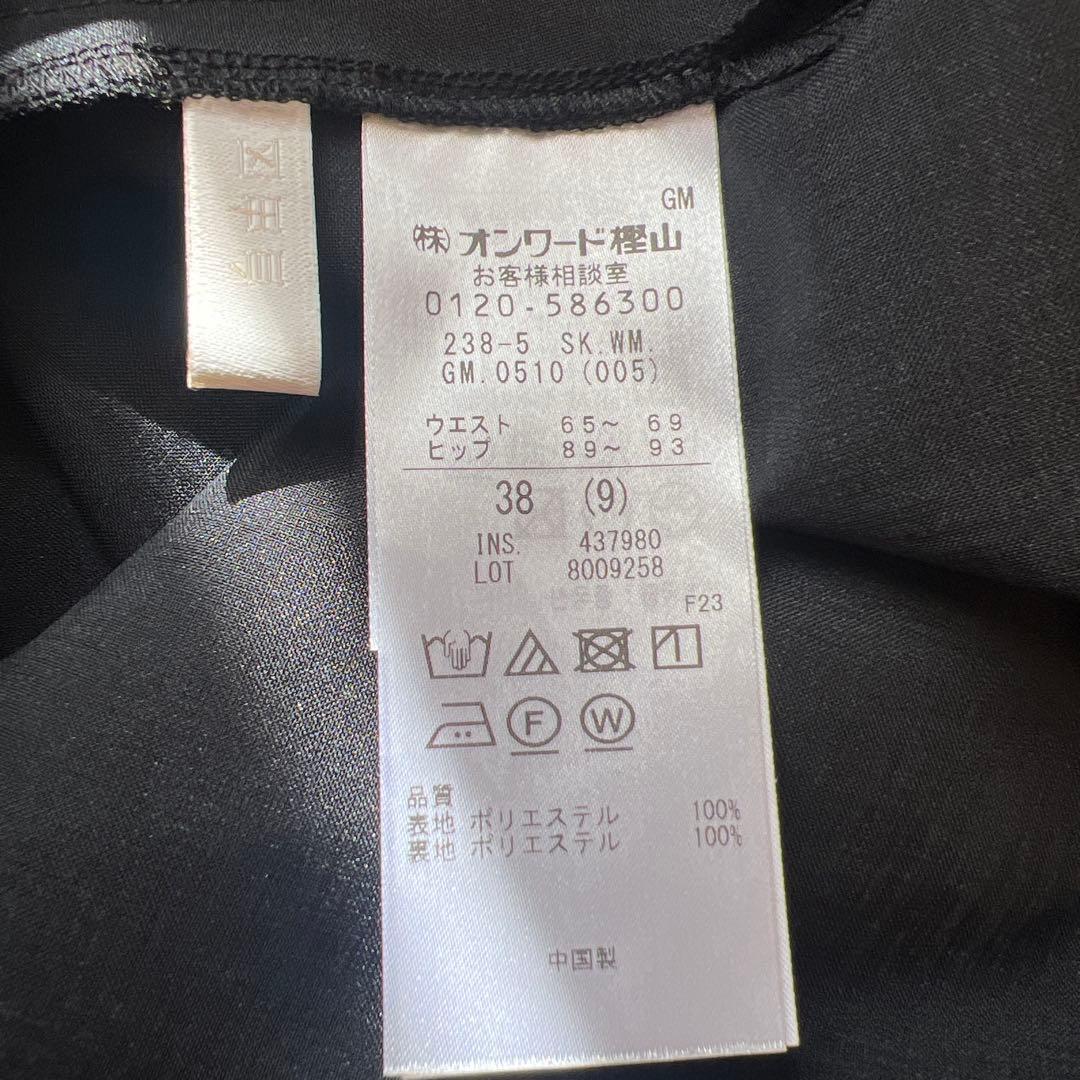 自由区
GM
(株)オンワード樫山
お客様相談室
0120-586300
238-5 SK.WM.
GM.0510 (005)
ウエスト 65~ 69
ヒップ 89~ 93
38 (9)
INS. 437980
LOT 8009258
F23
F W
品質
表地 ポリエステル 100%
裏地 ポリエステル 100%
中国製